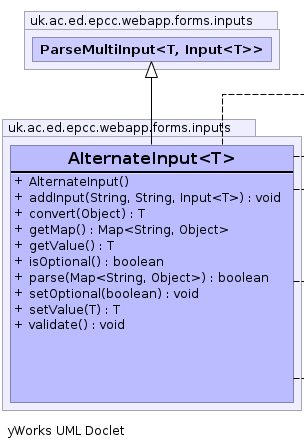 uk.ac.ed.epcc.webapp.forms.inputs
ParseMultiInput<T, Input<T>>
uk.ac.ed.epcc.webapp.forms.inputs
AlternateInput<T>
+ AlternateInput()
+ addInput(String, String, Input<T>) : void
+ convert(Object) : T
+ getMap() : Map<String, Object>
+ getValue() : T
+ isOptional() : boolean
+ parse(Map<String, Object>) : boolean
+ setOptional(boolean) : void
+ setValue(T) : T
+ validate() : void
yWorks UML Doclet